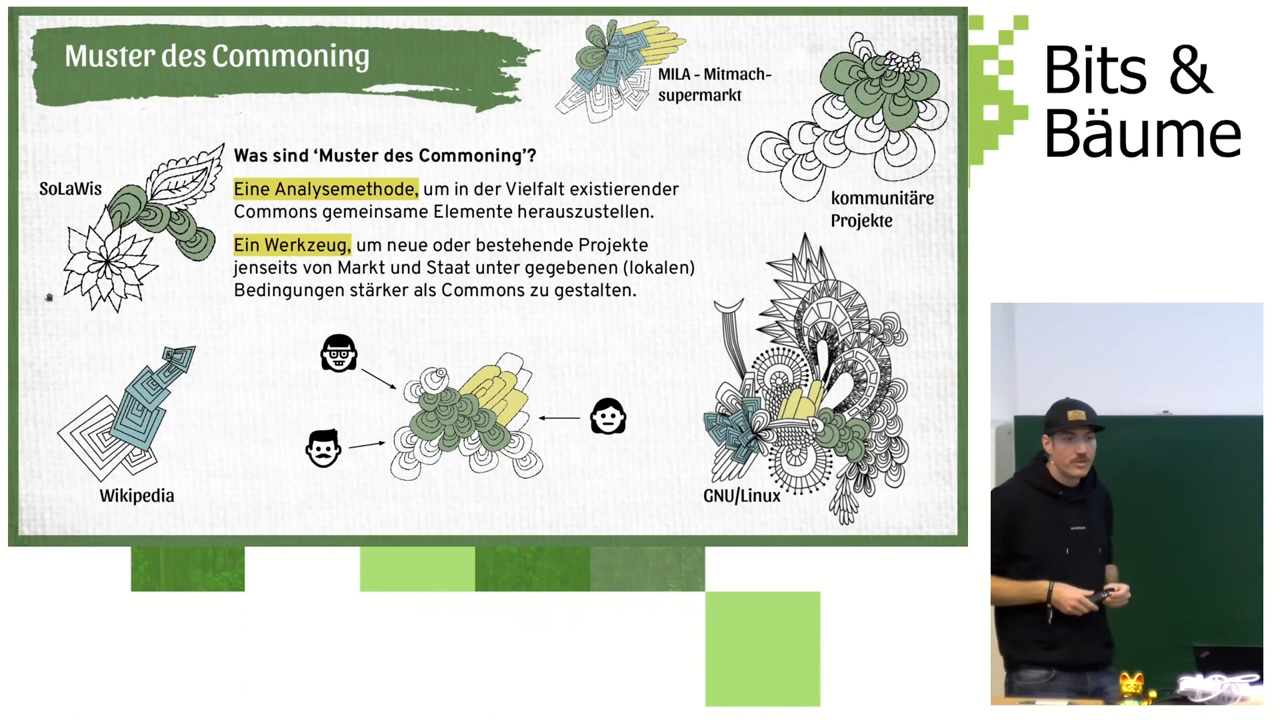 Muster des Commoning
MILA - Mitmach-
supermarkt
Bits &
Bäume
Was sind ‘Muster des Commoning’?
SoLaWis
Eine Analysemethode, um in der Vielfalt existierender
Commons gemeinsame Elemente herauszustellen.
kommunitäre
Projekte
Ein Werkzeug, um neue oder bestehende Projekte
jenseits von Markt und Staat unter gegebenen (lokalen)
Bedingungen stärker als Commons zu gestalten.
Wikipedia
GNU/Linux